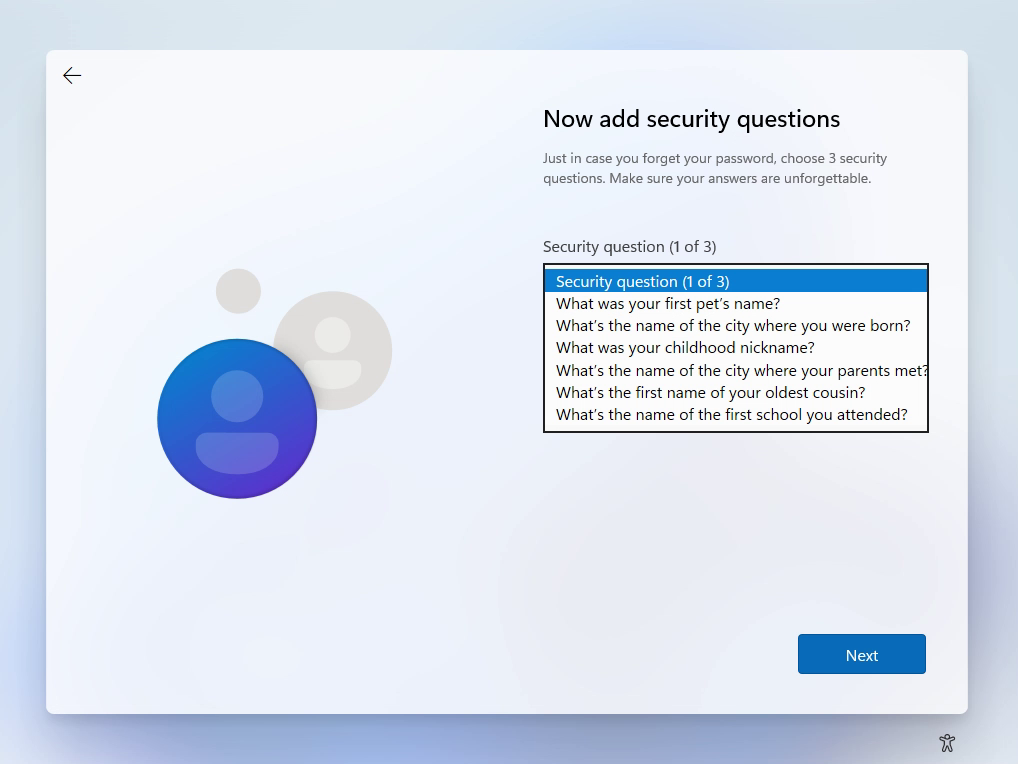 Now add security questions
Just in case you forget your password, choose 3 security
questions. Make sure your answers are unforgettable.
Security question (1 of 3)
Security question (1 of 3)
What was your first pet's name?
What's the name of the city where you were born?
What was your childhood nickname?
What's the name of the city where your parents met?
What's the first name of your oldest cousin?
What's the name of the first school you attended?
Next